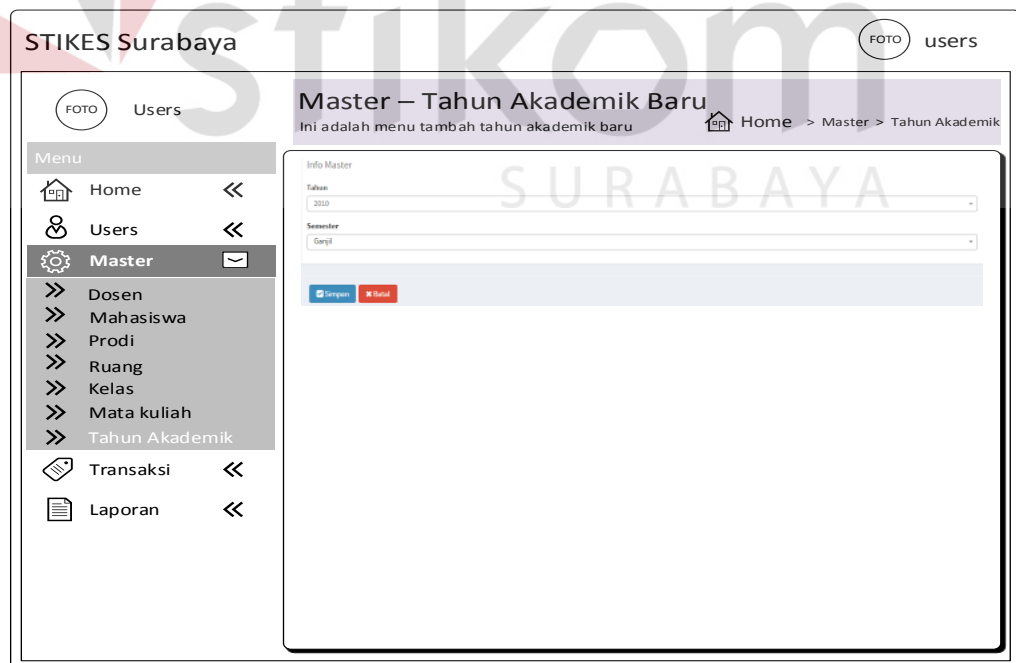 stikom
SURABAYA
STIKES Surabaya
FOTO
users
FOTO
Users
Master – Tahun Akademik Baru
Ini adalah menu tambah tahun akademik baru
Home > Master > Tahun Akademik
Menu
Home
Users
Master
Dosen
Mahasiswa
Prodi
Ruang
Kelas
Mata kuliah
Tahun Akademik
Transaksi
Laporan
Info Master
Tahun
2010
Semester
Ganjil
Simpan
Batal